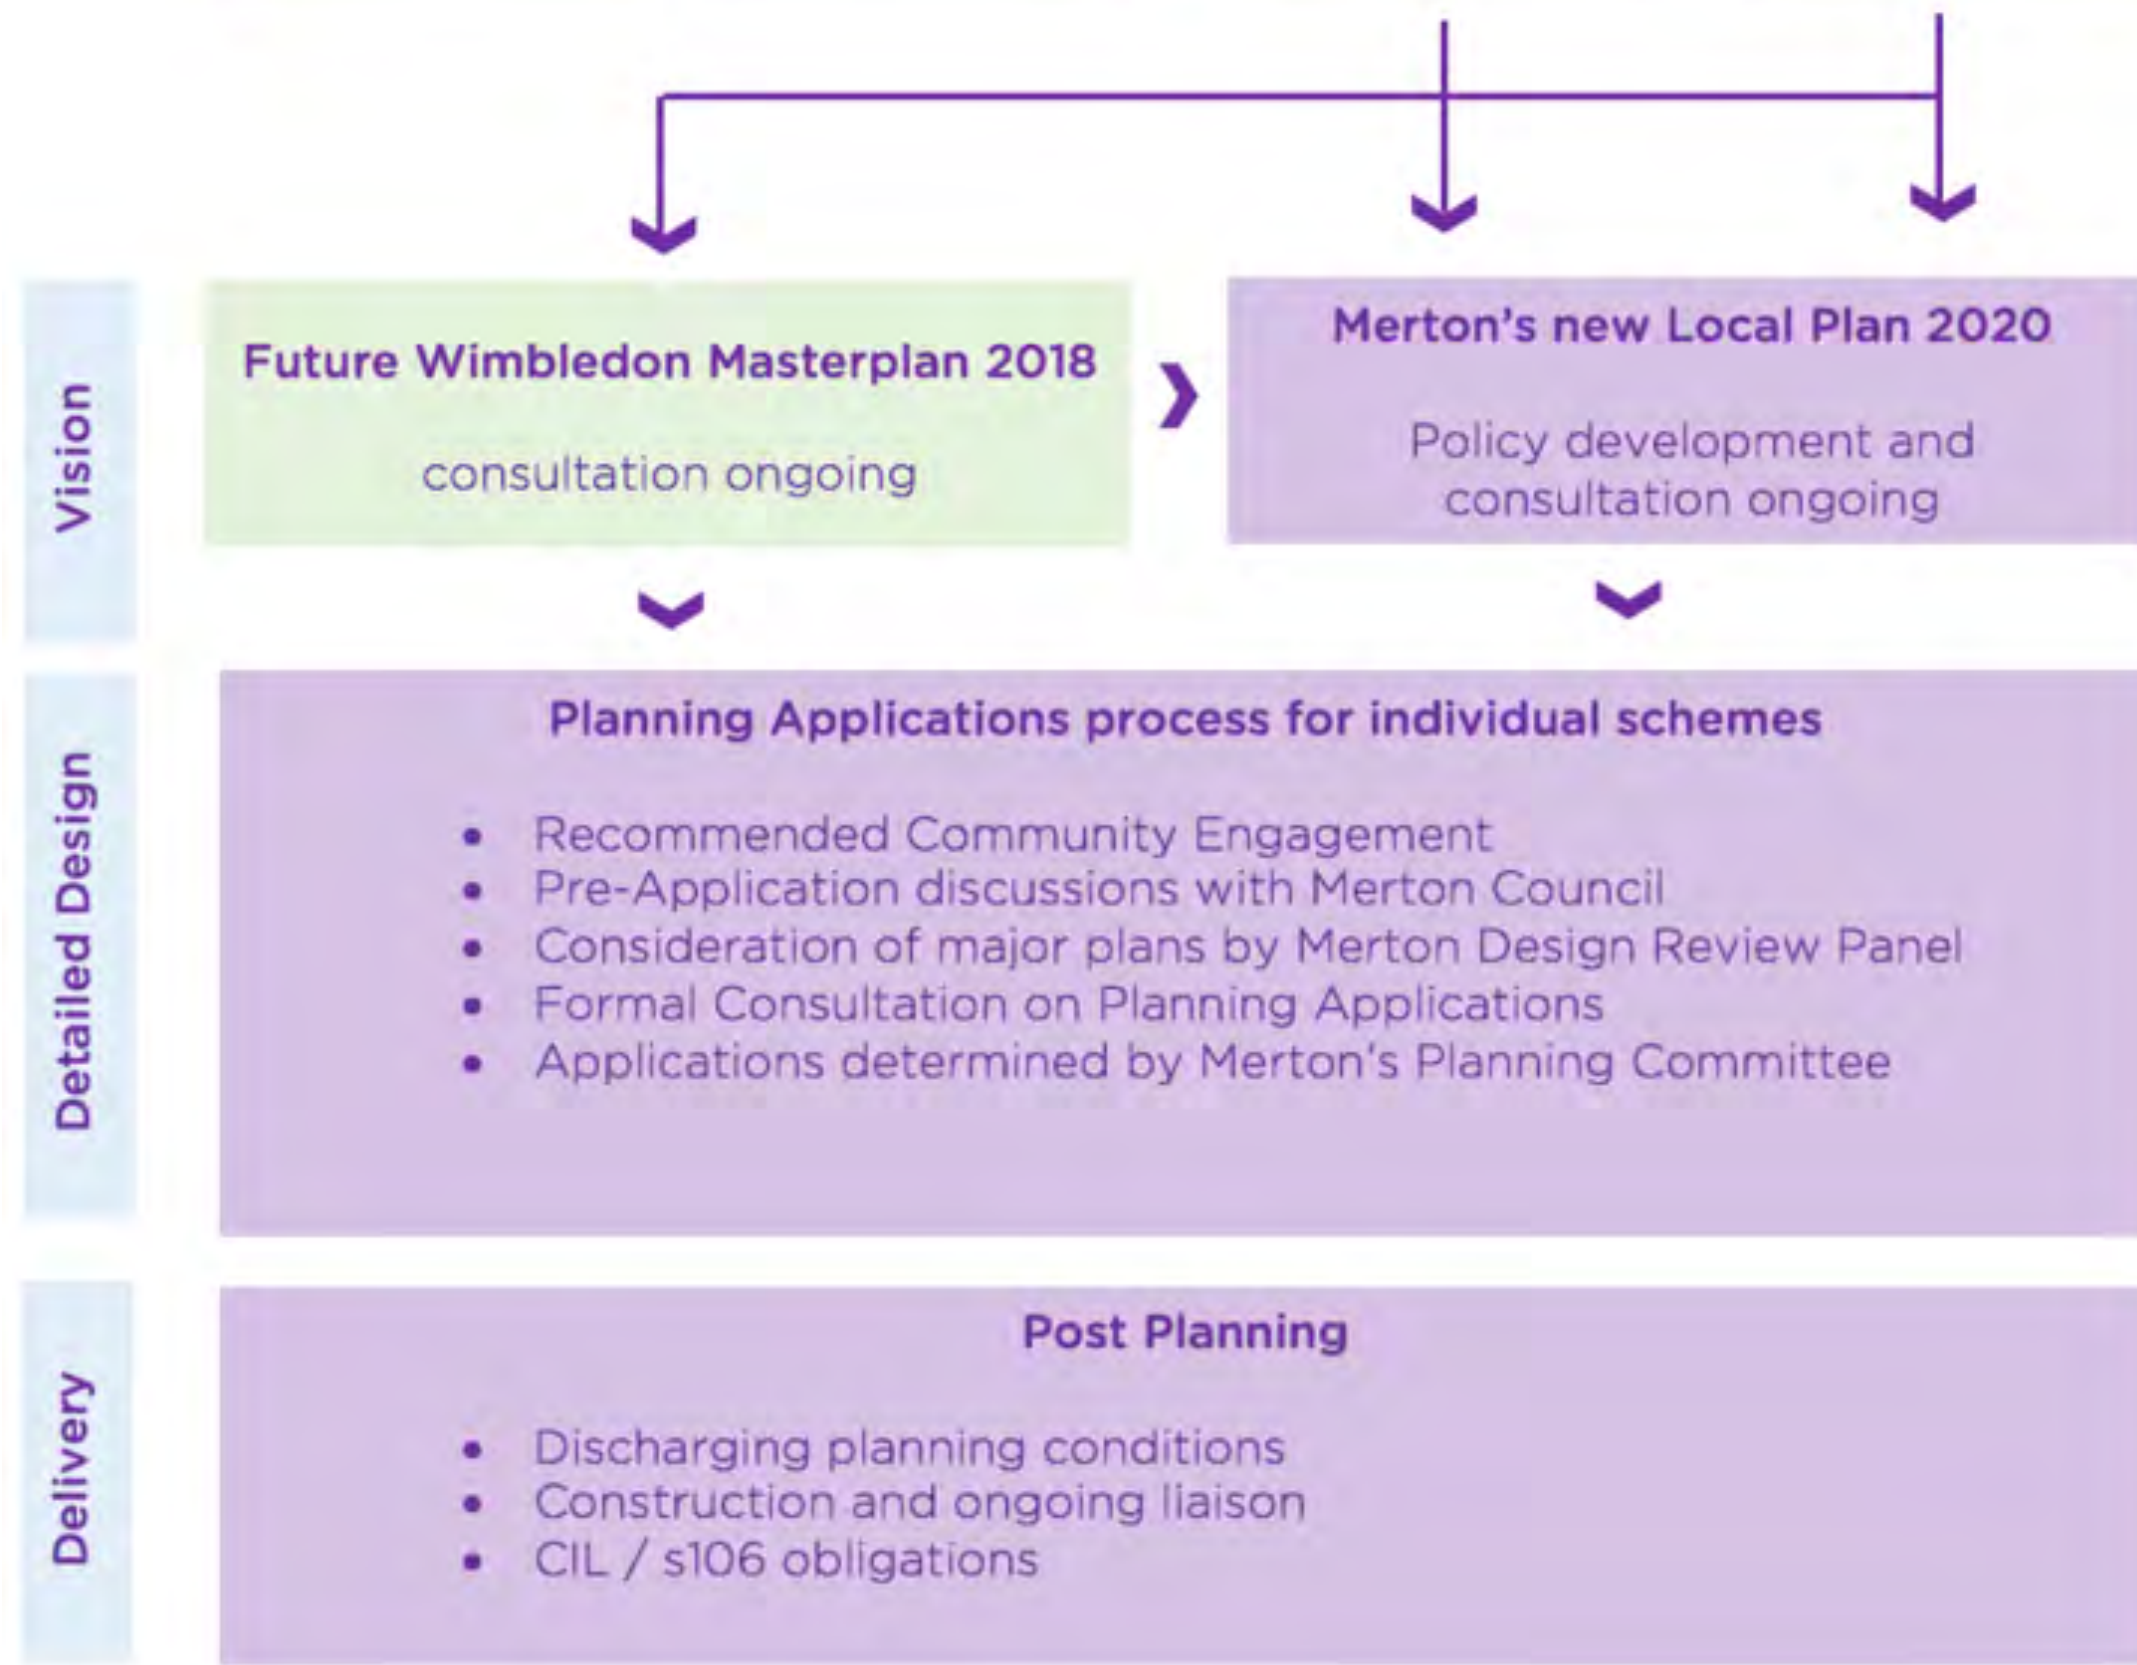 Vision
Future Wimbledon Masterplan 2018
consultation ongoing
Merton's new Local Plan 2020
Policy development and
consultation ongoing
Detailed Design
Planning Applications process for individual schemes
• Recommended Community Engagement
• Pre-Application discussions with Merton Council
• Consideration of major plans by Merton Design Review Panel
• Formal Consultation on Planning Applications
• Applications determined by Merton's Planning Committee
Delivery
Post Planning
• Discharging planning conditions
• Construction and ongoing liaison
• CIL / s106 obligations